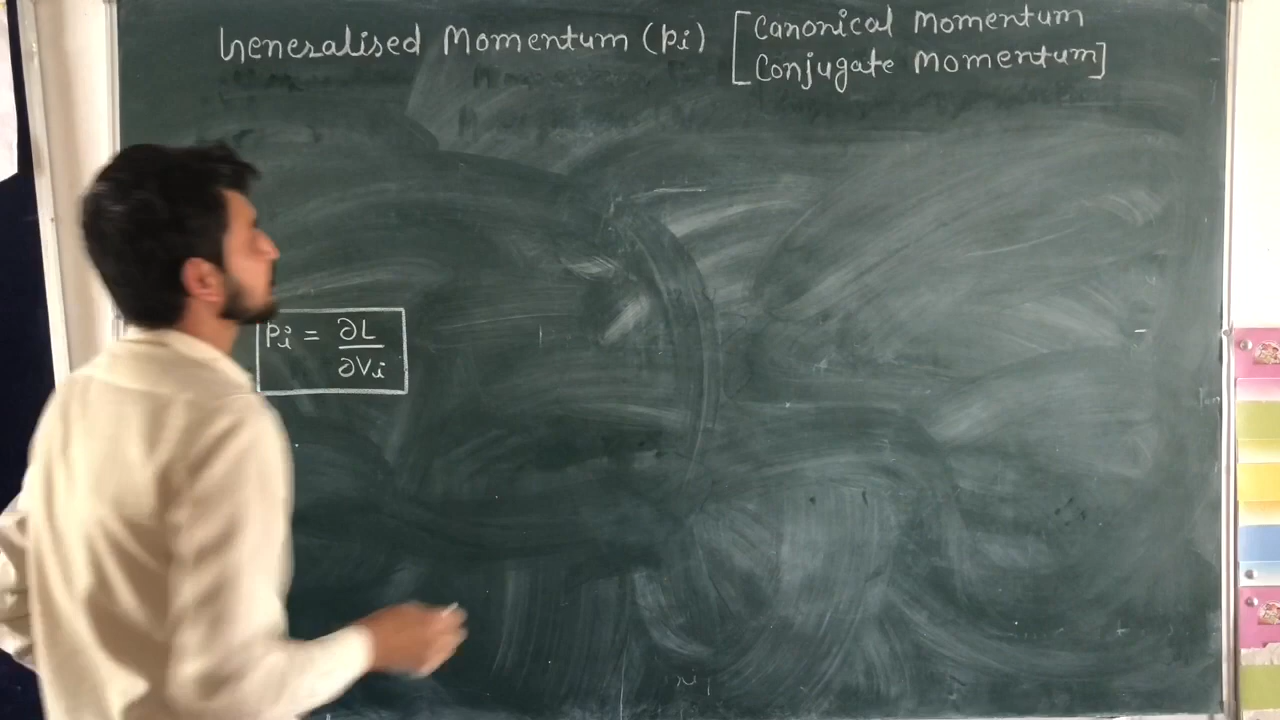 Generalised Momentum (pi) [Canonical Momentum
Conjugate Momentum]
pi = ∂L
∂Vi